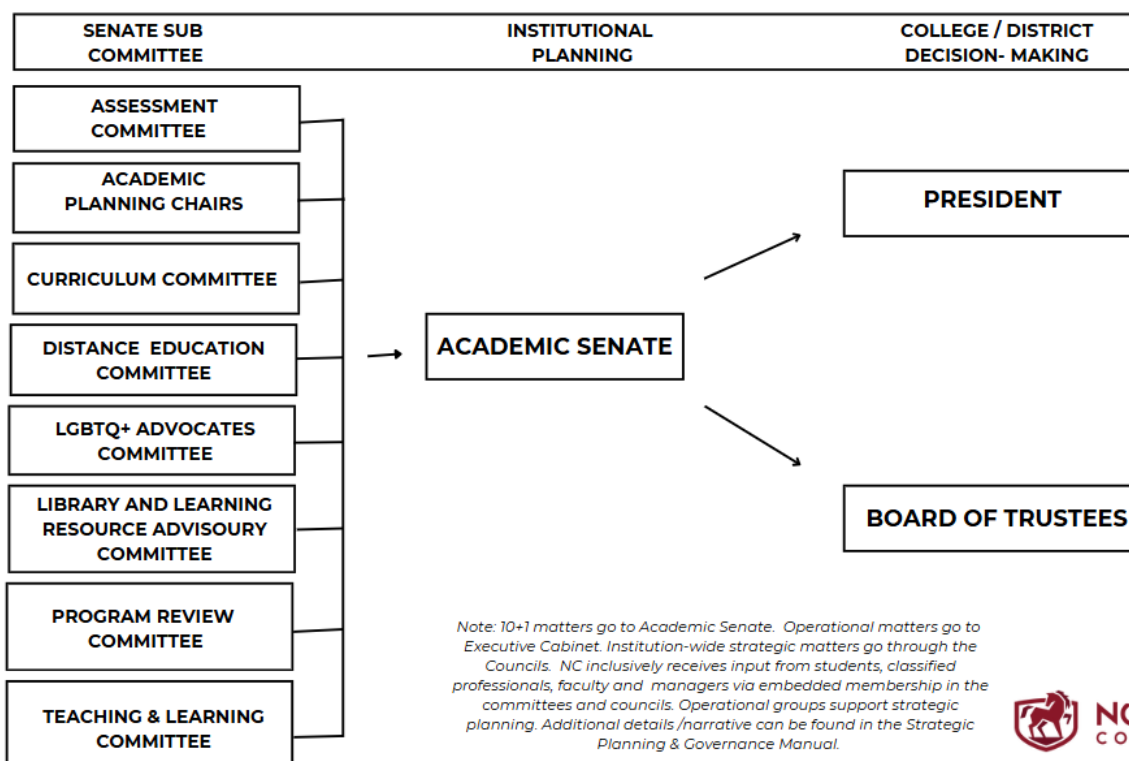 SENATE SUB
COMMITTEE
INSTITUTIONAL
PLANNING
COLLEGE / DISTRICT
DECISION- MAKING
ASSESSMENT
COMMITTEE
ACADEMIC
PLANNING CHAIRS
CURRICULUM COMMITTEE
DISTANCE EDUCATION
COMMITTEE
LGBTQ+ ADVOCATES
COMMITTEE
LIBRARY AND LEARNING
RESOURCE ADVISOURY
COMMITTEE
PROGRAM REVIEW
COMMITTEE
TEACHING & LEARNING
COMMITTEE
ACADEMIC SENATE
PRESIDENT
BOARD OF TRUSTEES
Note: 10+1 matters go to Academic Senate. Operational matters go to
Executive Cabinet. Institution-wide strategic matters go through the
Councils. NC inclusively receives input from students, classified
professionals, faculty and managers via embedded membership in the
committees and councils. Operational groups support strategic
planning. Additional details /narrative can be found in the Strategic
Planning & Governance Manual.